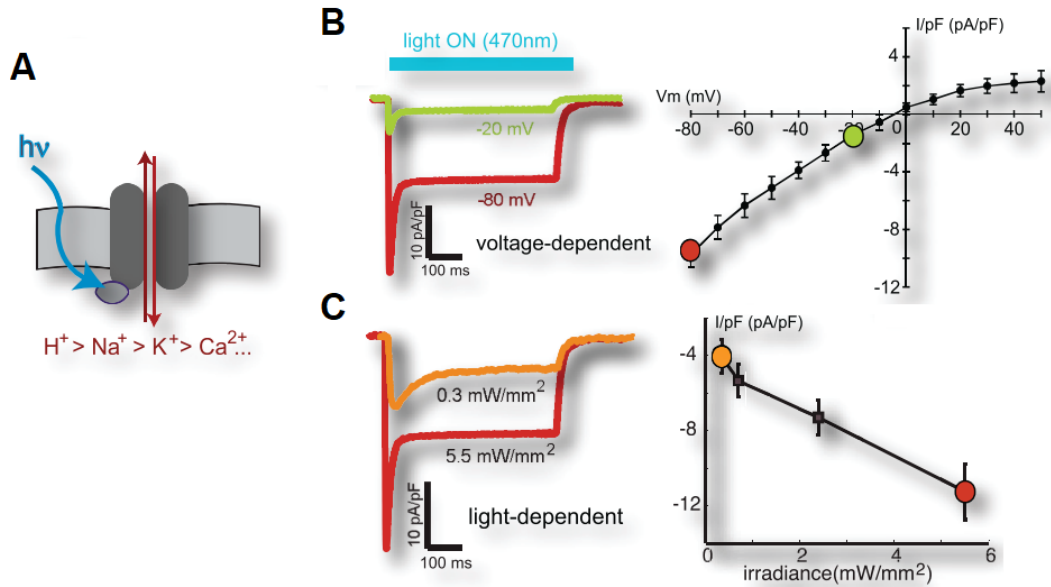 A
hν
H+ > Na+ > K+ > Ca2+...
B
light ON (470nm)
-20 mV
-80 mV
10 pA/pF
100 ms
voltage-dependent
I/pF (pA/pF)
Vm (mV)
4
0
-4
-8
-12
-80 -60 -40 -20 0 20 40
C
0.3 mW/mm2
5.5 mW/mm2
10 pA/pF
100 ms
light-dependent
I/pF (pA/pF)
-4
-8
-12
0 2 4 6
irradiance(mW/mm2)